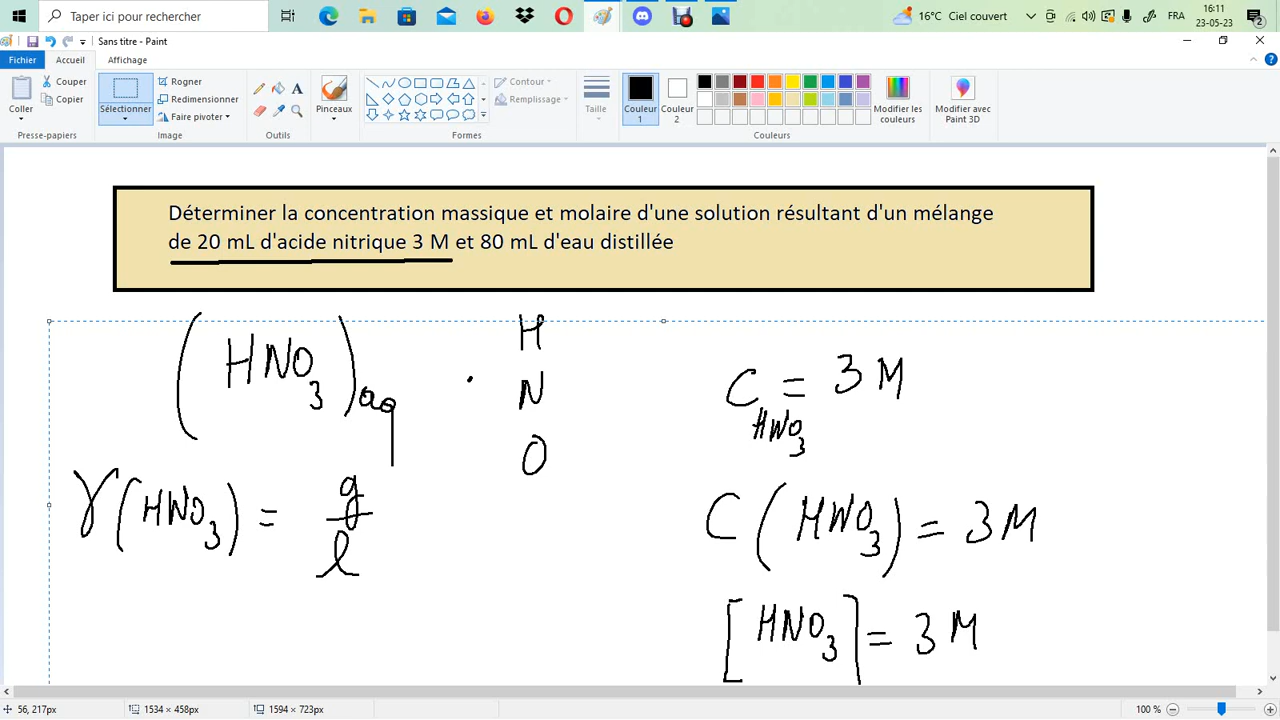 Taper ici pour rechercher
16°C Ciel couvert
FRA
16:11
23-05-23
2
Sans titre - Paint
Fichier
Accueil
Affichage
Coller
Couper
Copier
Presse-papiers
Sélectionner
Rogner
Redimensionner
Faire pivoter
Image
A
Outils
Pinceaux
Contour
Remplissage
Formes
Taille
Couleur 1
Couleur 2
Modifier les couleurs
Couleurs
Modifier avec Paint 3D
Déterminer la concentration massique et molaire d'une solution résultant d'un mélange
de 20 mL d'acide nitrique 3 M et 80 mL d'eau distillée
(HNO3)aq
H
N
O
C HNO3 = 3 M
γ(HNO3) = g/l
C(HNO3) = 3M
[HNO3] = 3 M
56, 217px
1534 × 458px
1594 × 723px
100 %